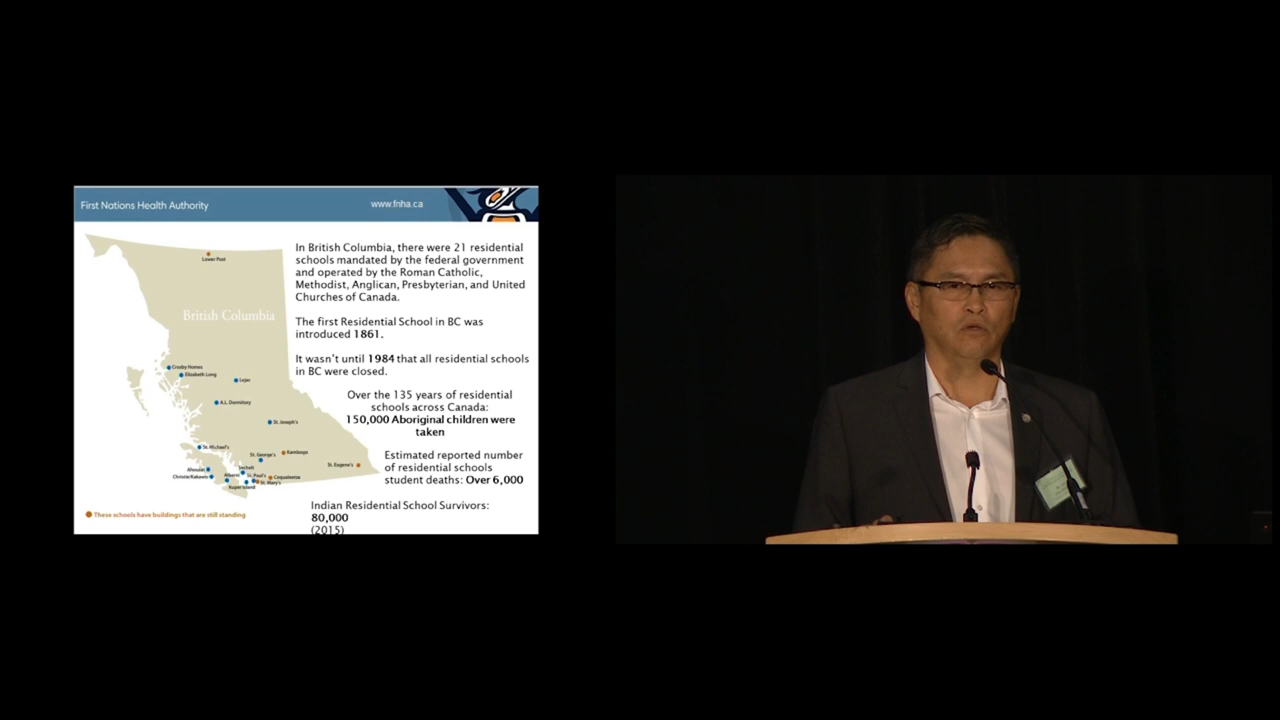 First Nations Health Authority
www.fnha.ca
In British Columbia, there were 21 residential
schools mandated by the federal government
and operated by the Roman Catholic,
Methodist, Anglican, Presbyterian, and United
Churches of Canada.
The first Residential School in BC was
introduced 1861.
It wasn't until 1984 that all residential schools
in BC were closed.
Over the 135 years of residential
schools across Canada:
150,000 Aboriginal children were
taken
Estimated reported number
of residential schools
student deaths: Over 6,000
Indian Residential School Survivors:
80,000
(2015)
Lower Post
British Columbia
Crosby Homes
Elizabeth Long
Lejac
A.L. Dormitory
St. Joseph's
St. Michael's
St. George's
Kamloops
St. Eugene's
Ahousat
Sechelt
Christie/Kakawis
Alberni
St. Paul's
Coqualeetza
St. Mary's
Kuper Island
These schools have buildings that are still standing